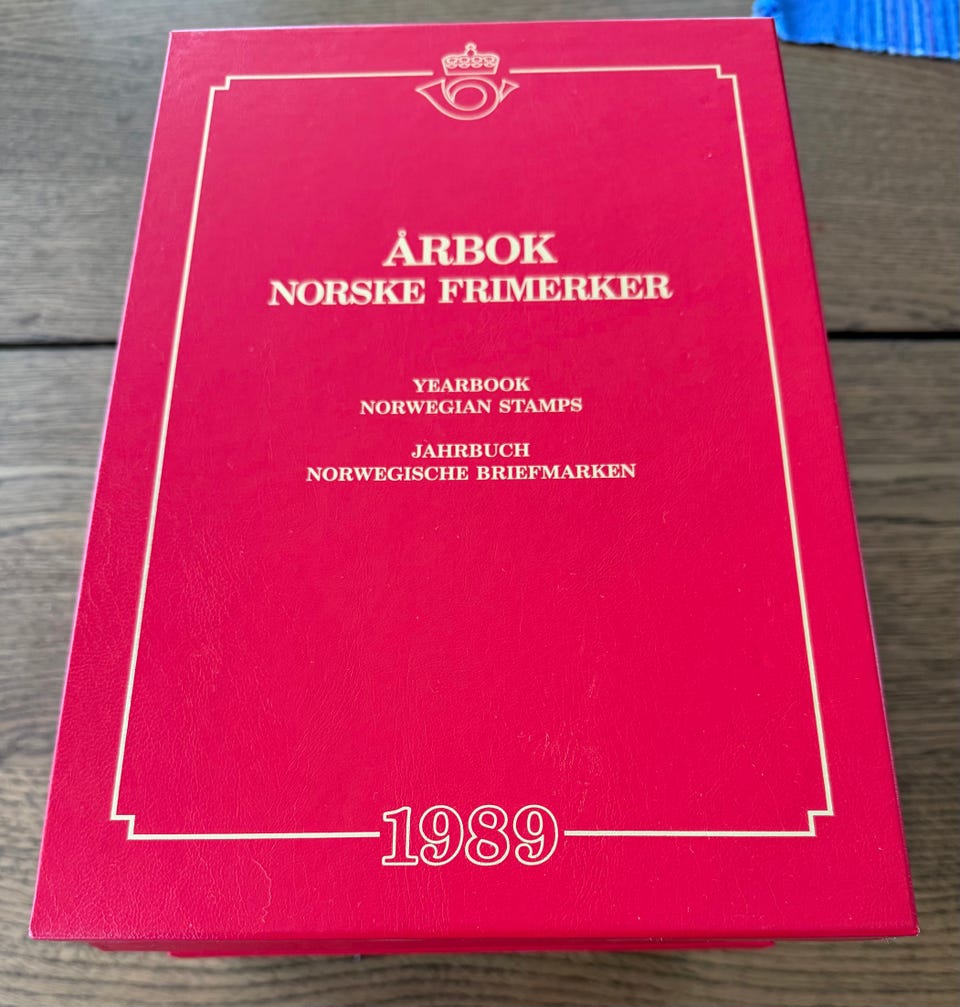 ÅRBOK
NORSKE FRIMERKER
YEARBOOK
NORWEGIAN STAMPS
JAHRBUCH
NORWEGISCHE BRIEFMARKEN
1989